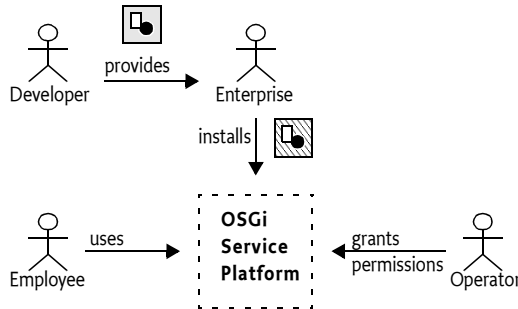 provides
Developer
Enterprise
installs
OSGi
Service
Platform
uses
Employee
grants
permissions
Operator